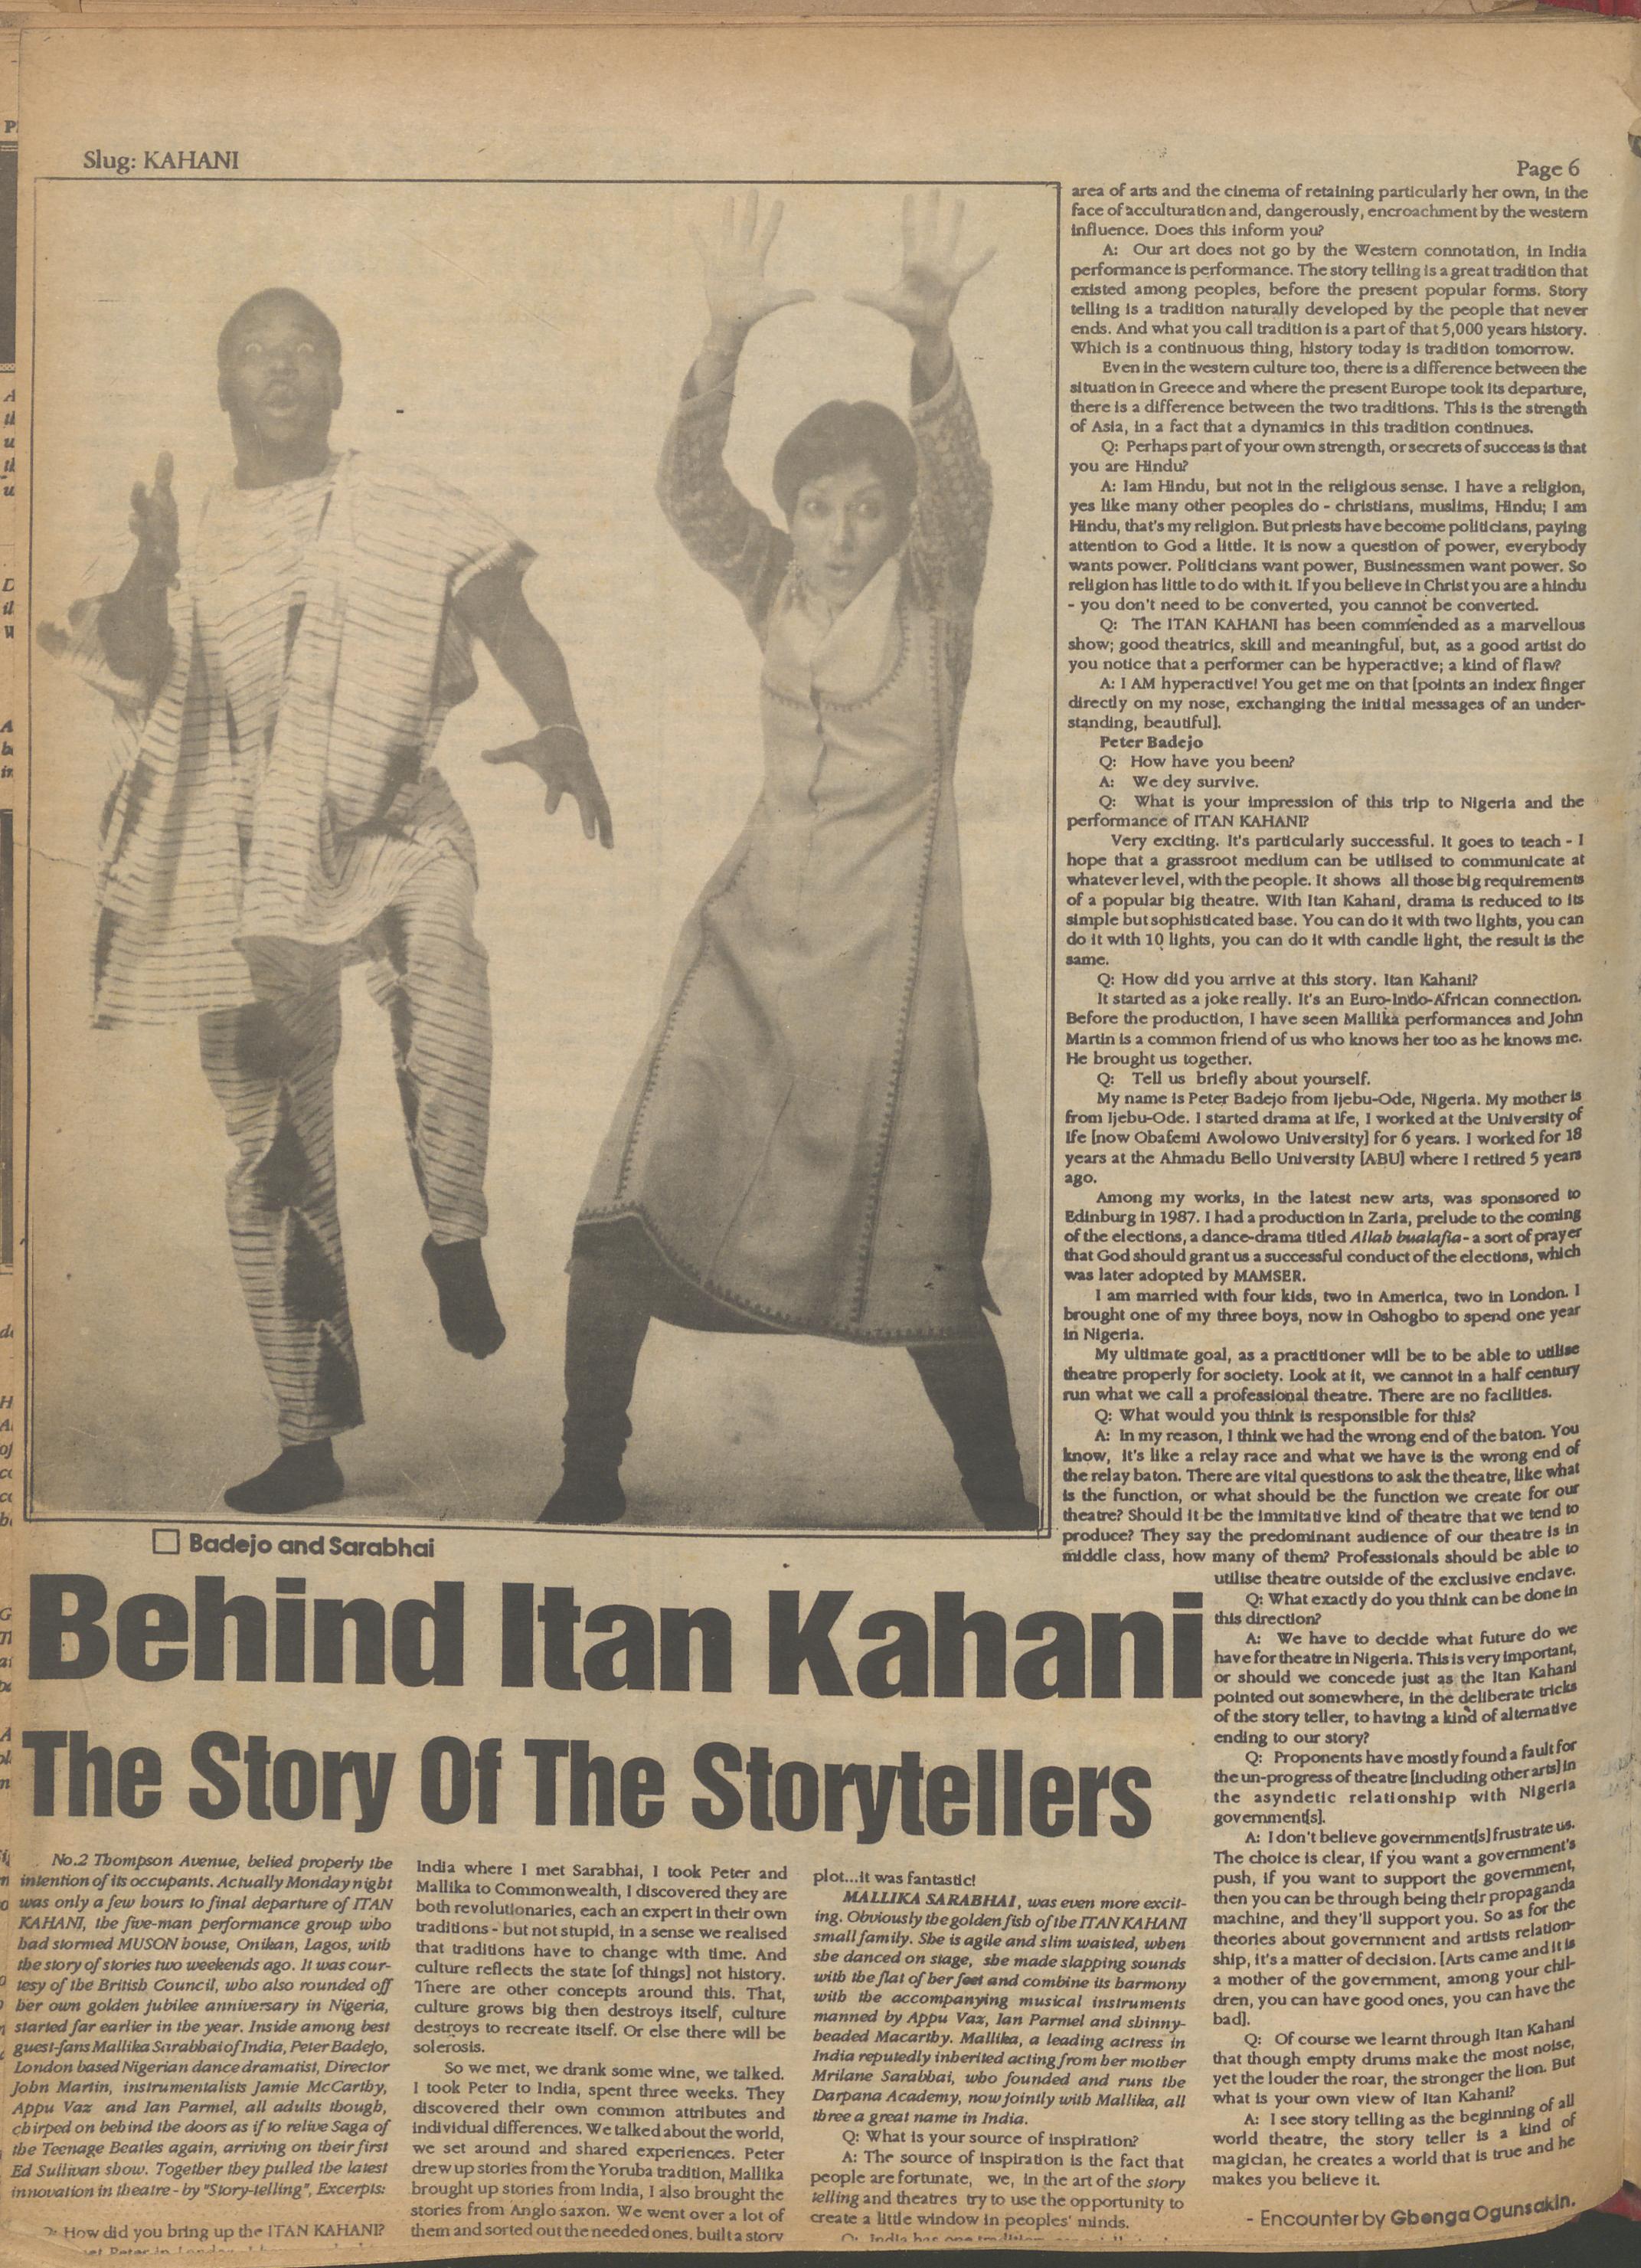 Slug: KAHANI
Page 6
Badejo and Sarabhai
Behind Itan Kahani
The Story Of The Storytellers
No.2 Thompson Avenue, belied properly the
intention of its occupants. Actually Monday night
was only a few hours to final departure of ITAN
KAHANI, the five-man performance group who
had stormed MUSON house, Onikan, Lagos, with
the story of stories two weekends ago. It was cour-
tesy of the British Council, who also rounded off
her own golden jubilee anniversary in Nigeria,
started far earlier in the year. Inside among best
guest-fans Mallika Sarabhai of India, Peter Badejo,
London based Nigerian dance dramatist, Director
John Martin, instrumentalists Jamie McCarthy,
Appu Vaz and Ian Parmel, all adults though,
chirped on behind the doors as if to relive Saga of
the Teenage Beatles again, arriving on their first
Ed Sullivan show. Together they pulled the latest
innovation in theatre - by "Story-telling", Excerpts:
Q: How did you bring up the ITAN KAHANI?
India where I met Sarabhai, I took Peter and
Mallika to Commonwealth, I discovered they are
both revolutionaries, each an expert in their own
traditions - but not stupid, in a sense we realised
that traditions have to change with time. And
culture reflects the state [of things] not history.
There are other concepts around this. That,
culture grows big then destroys itself, culture
destroys to recreate itself. Or else there will be
solerosis.
So we met, we drank some wine, we talked.
I took Peter to India, spent three weeks. They
discovered their own common attributes and
individual differences. We talked about the world,
we set around and shared experiences. Peter
drew up stories from the Yoruba tradition, Mallika
brought up stories from India, I also brought the
stories from Anglo saxon. We went over a lot of
them and sorted out the needed ones, built a story
plot...it was fantastic!
MALLIKA SARABHAI, was even more excit-
ing. Obviously the golden fish of the ITAN KAHANI
small family. She is agile and slim waisted, when
she danced on stage, she made slapping sounds
with the flat of her feet and combine its harmony
with the accompanying musical instruments
manned by Appu Vaz, Ian Parmel and shinny-
beaded Macarthy. Mallika, a leading actress in
India reputedly inherited acting from her mother
Mrilane Sarabhai, who founded and runs the
Darpana Academy, now jointly with Mallika, all
three a great name in India.
Q: What is your source of inspiration?
A: The source of inspiration is the fact that
people are fortunate, we, in the art of the story
telling and theatres try to use the opportunity to
create a little window in peoples' minds.
Q: India has one tradition
area of arts and the cinema of retaining particularly her own, in the
face of acculturation and, dangerously, encroachment by the western
influence. Does this inform you?
A: Our art does not go by the Western connotation, in India
performance is performance. The story telling is a great tradition that
existed among peoples, before the present popular forms. Story
telling is a tradition naturally developed by the people that never
ends. And what you call tradition is a part of that 5,000 years history.
Which is a continuous thing, history today is tradition tomorrow.
Even in the western culture too, there is a difference between the
situation in Greece and where the present Europe took its departure,
there is a difference between the two traditions. This is the strength
of Asia, in a fact that a dynamics in this tradition continues.
Q: Perhaps part of your own strength, or secrets of success is that
you are Hindu?
A: Iam Hindu, but not in the religious sense. I have a religion,
yes like many other peoples do - christians, muslims, Hindu; I am
Hindu, that's my religion. But priests have become politicians, paying
attention to God a little. It is now a question of power, everybody
wants power. Politicians want power, Businessmen want power. So
religion has little to do with it. If you believe in Christ you are a hindu
- you don't need to be converted, you cannot be converted.
Q: The ITAN KAHANI has been commended as a marvellous
show; good theatrics, skill and meaningful, but, as a good artist do
you notice that a performer can be hyperactive; a kind of flaw?
A: I AM hyperactive! You get me on that [points an index finger
directly on my nose, exchanging the initial messages of an under-
standing, beautiful].
Peter Badejo
Q: How have you been?
A: We dey survive.
Q: What is your impression of this trip to Nigeria and the
performance of ITAN KAHANI?
Very exciting. It's particularly successful. It goes to teach - I
hope that a grassroot medium can be utilised to communicate at
whatever level, with the people. It shows all those big requirements
of a popular big theatre. With Itan Kahani, drama is reduced to its
simple but sophisticated base. You can do it with two lights, you can
do it with 10 lights, you can do it with candle light, the result is the
same.
Q: How did you arrive at this story. Itan Kahani?
It started as a joke really. It's an Euro-Indo-African connection.
Before the production, I have seen Mallika performances and John
Martin is a common friend of us who knows her too as he knows me.
He brought us together.
Q: Tell us briefly about yourself.
My name is Peter Badejo from Ijebu-Ode, Nigeria. My mother is
from Ijebu-Ode. I started drama at Ife, I worked at the University of
Ife [now Obafemi Awolowo University] for 6 years. I worked for 18
years at the Ahmadu Bello University [ABU] where I retired 5 years
ago.
Among my works, in the latest new arts, was sponsored to
Edinburg in 1987. I had a production in Zaria, prelude to the coming
of the elections, a dance-drama titled Allah bualafia - a sort of prayer
that God should grant us a successful conduct of the elections, which
was later adopted by MAMSER.
I am married with four kids, two in America, two in London. I
brought one of my three boys, now in Oshogbo to spend one year
in Nigeria.
My ultimate goal, as a practitioner will be to be able to utilise
theatre properly for society. Look at it, we cannot in a half century
run what we call a professional theatre. There are no facilities.
Q: What would you think is responsible for this?
A: In my reason, I think we had the wrong end of the baton. You
know, it's like a relay race and what we have is the wrong end of
the relay baton. There are vital questions to ask the theatre, like what
is the function, or what should be the function we create for our
theatre? Should it be the immitative kind of theatre that we tend to
produce? They say the predominant audience of our theatre is in
middle class, how many of them? Professionals should be able to
utilise theatre outside of the exclusive enclave.
Q: What exactly do you think can be done in
this direction?
A: We have to decide what future do we
have for theatre in Nigeria. This is very important,
or should we concede just as the Itan Kahani
pointed out somewhere, in the deliberate tricks
of the story teller, to having a kind of alternative
ending to our story?
Q: Proponents have mostly found a fault for
the un-progress of theatre [including other arts] in
the asyndetic relationship with Nigeria
government[s].
A: I don't believe government[s] frustrate us.
The choice is clear, if you want a government's
push, if you want to support the government,
then you can be through being their propaganda
machine, and they'll support you. So as for the
theories about government and artists relation-
ship, it's a matter of decision. [Arts came and it is
a mother of the government, among your chil-
dren, you can have good ones, you can have the
bad].
Q: Of course we learnt through Itan Kahani
that though empty drums make the most noise,
yet the louder the roar, the stronger the lion. But
what is your own view of Itan Kahani?
A: I see story telling as the beginning of all
world theatre, the story teller is a kind of
magician, he creates a world that is true and he
makes you believe it.
- Encounter by Gbenga Ogunsakin.